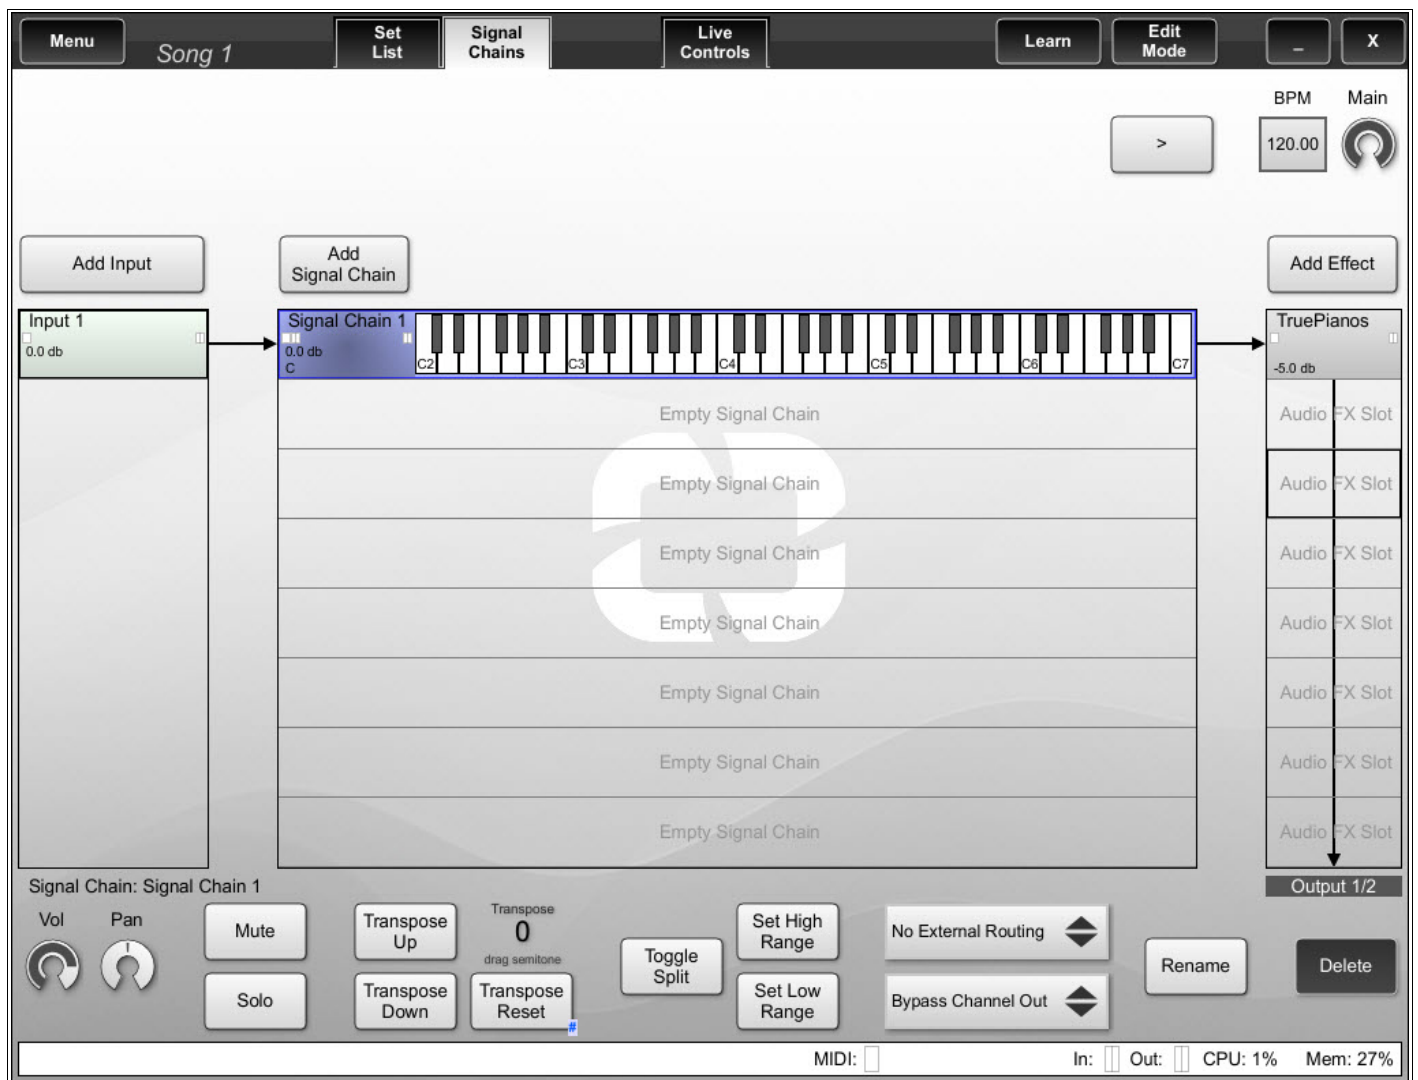 Menu
Song 1
Set
List
Signal
Chains
Live
Controls
Learn
Edit
Mode
_
X
BPM
Main
>
120.00
Add Input
Add
Signal Chain
Add Effect
Input 1
0.0 db
Signal Chain 1
0.0 db
C
C2
C3
C4
C5
C6
C7
TruePianos
-5.0 db
Empty Signal Chain
Audio FX Slot
Empty Signal Chain
Audio FX Slot
Empty Signal Chain
Audio FX Slot
Empty Signal Chain
Audio FX Slot
Empty Signal Chain
Audio FX Slot
Empty Signal Chain
Audio FX Slot
Empty Signal Chain
Audio FX Slot
Signal Chain: Signal Chain 1
Output 1/2
Vol
Pan
Mute
Solo
Transpose
Up
Transpose
Down
Transpose
0
drag semitone
Transpose
Reset
#
Toggle
Split
Set High
Range
Set Low
Range
No External Routing
Bypass Channel Out
Rename
Delete
MIDI:
In:
Out:
CPU: 1%
Mem: 27%